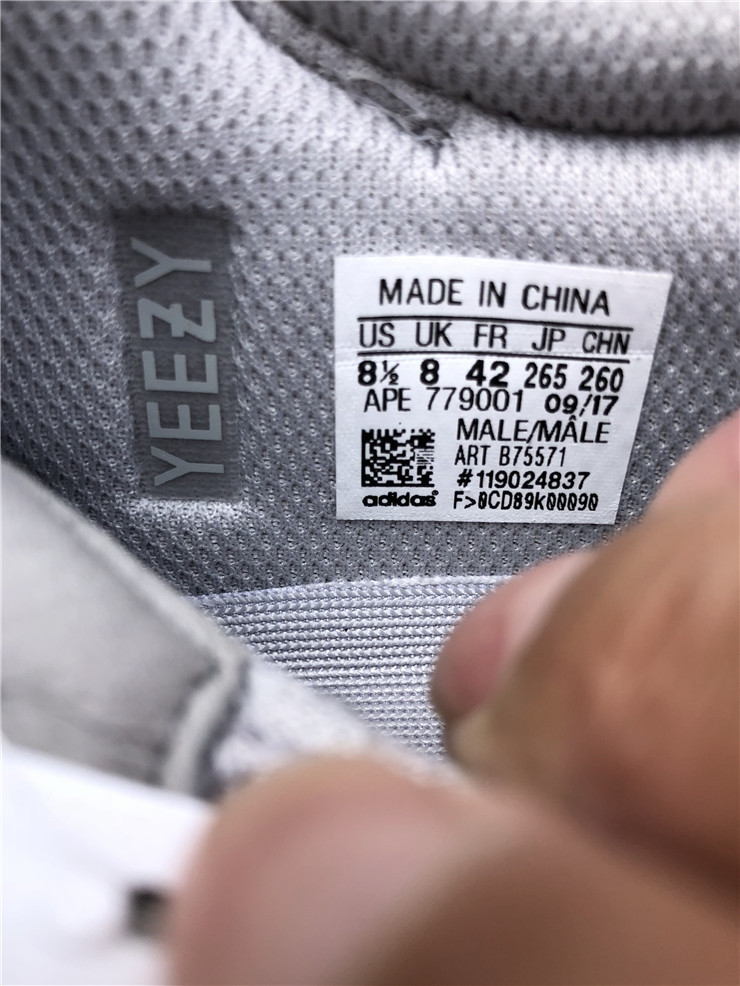 YEEZY
MADE IN CHINA
US UK FR JP CHN
8½ 8 42 265 260
APE 779001 09/17
MALE/MÂLE
ART B75571
#119024837
adidas F>0CD89K00090